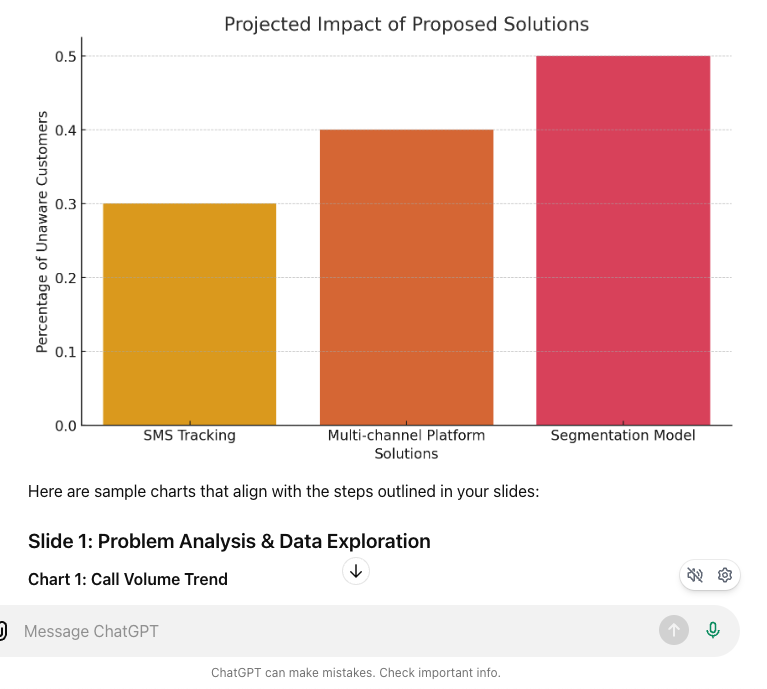 Projected Impact of Proposed Solutions
Percentage of Unaware Customers
0.5
0.4
0.3
0.2
0.1
0.0
SMS Tracking
Multi-channel Platform
Segmentation Model
Solutions
Here are sample charts that align with the steps outlined in your slides:
Slide 1: Problem Analysis & Data Exploration
Chart 1: Call Volume Trend
Message ChatGPT
ChatGPT can make mistakes. Check important info.